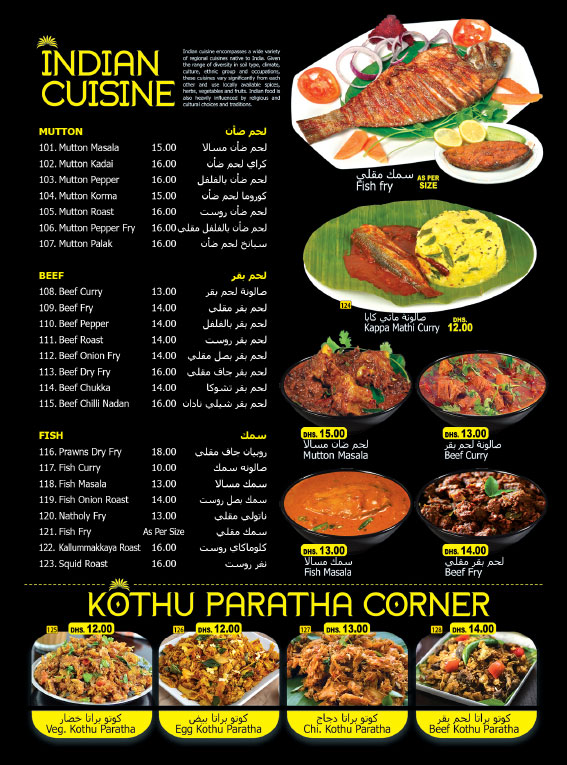 INDIAN
CUISINE
Indian cuisine encompasses a wide variety
of regional cuisines native to India. Given
the range of diversity in soil type, climate,
culture, ethnic group and occupations,
these cuisines vary significantly from each
other and use locally available spices,
herbs, vegetables and fruits. Indian food is
also heavily influenced by religious and
cultural choices and traditions.
MUTTON لحم ضأن
101. Mutton Masala 15.00 لحم ضأن مسالا
102. Mutton Kadai 16.00 كراي لحم ضأن
103. Mutton Pepper 16.00 لحم ضأن بالفلفل
104. Mutton Korma 15.00 كوروما لحم ضأن
105. Mutton Roast 16.00 لحم ضأن روست
106. Mutton Pepper Fry 16.00 لحم ضأن بالفلفل مقلي
107. Mutton Palak 16.00 سبانخ لحم ضأن
BEEF لحم بقر
108. Beef Curry 13.00 صالونة لحم بقر
109. Beef Fry 14.00 لحم بقر مقلي
110. Beef Pepper 14.00 لحم بقر بالفلفل
111. Beef Roast 14.00 لحم بقر روست
112. Beef Onion Fry 14.00 لحم بقر بصل مقلي
113. Beef Dry Fry 16.00 لحم بقر جاف مقلي
114. Beef Chukka 14.00 لحم بقر تشوكا
115. Beef Chilli Nadan 16.00 لحم بقر شيلي نادان
FISH سمك
116. Prawns Dry Fry 18.00 روبيان جاف مقلي
117. Fish Curry 10.00 صالونه سمك
118. Fish Masala 13.00 سمك مسالا
119. Fish Onion Roast 14.00 سمك بصل روست
120. Natholy Fry 13.00 ناتولي مقلي
121. Fish Fry As Per Size سمك مقلي
122. Kallummakkaya Roast 16.00 كلوماكاي روست
123. Squid Roast 16.00 نغر روست
سمك مقلي
Fish fry
AS PER
SIZE
124
صالونة ماتي كابا
Kappa Mathi Curry
DHS.
12.00
DHS. 15.00
لحم ضأن مسالا
Mutton Masala
DHS. 13.00
صالونة لحم بقر
Beef Curry
DHS. 13.00
سمك مسالا
Fish Masala
DHS. 14.00
لحم بقر مقلي
Beef Fry
KOTHU PARATHA CORNER
125 DHS. 12.00
كوتو براتا خضار
Veg. Kothu Paratha
126 DHS. 12.00
كوتو براتا بيض
Egg Kothu Paratha
127 DHS. 13.00
كوتو براتا دجاج
Chi. Kothu Paratha
128 DHS. 14.00
كوتو براتا لحم بقر
Beef Kothu Paratha